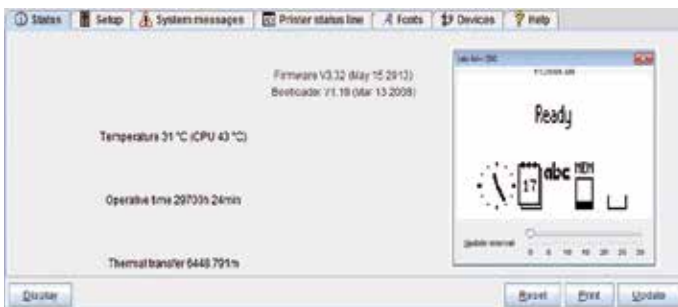 Status Setup System messages Printer status line Fonts Devices Help
Firmware V3.32 (May 15 2013)
Bootloader V1.19 (Mar 13 2008)
Ready
Temperature 31 °C (CPU 43 °C)
17 abc MEM
Operative time 29700h 24min
Update interval
0 5 10 15 20 25 30
Thermal transfer 6448.791m
Display Reset Print Update